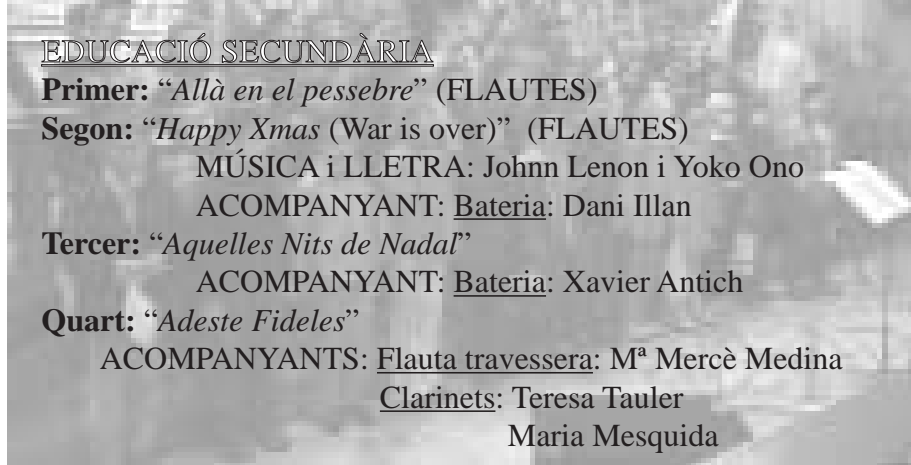 EDUCACIÓ SECUNDÀRIA
Primer: “Allà en el pessebre” (FLAUTES)
Segon: “Happy Xmas (War is over)” (FLAUTES)
MÚSICA i LLETRA: Johnn Lenon i Yoko Ono
ACOMPANYANT: Bateria: Dani Illan
Tercer: “Aquelles Nits de Nadal”
ACOMPANYANT: Bateria: Xavier Antich
Quart: “Adeste Fideles”
ACOMPANYANTS: Flauta travessera: Mª Mercè Medina
Clarinets: Teresa Tauler
Maria Mesquida